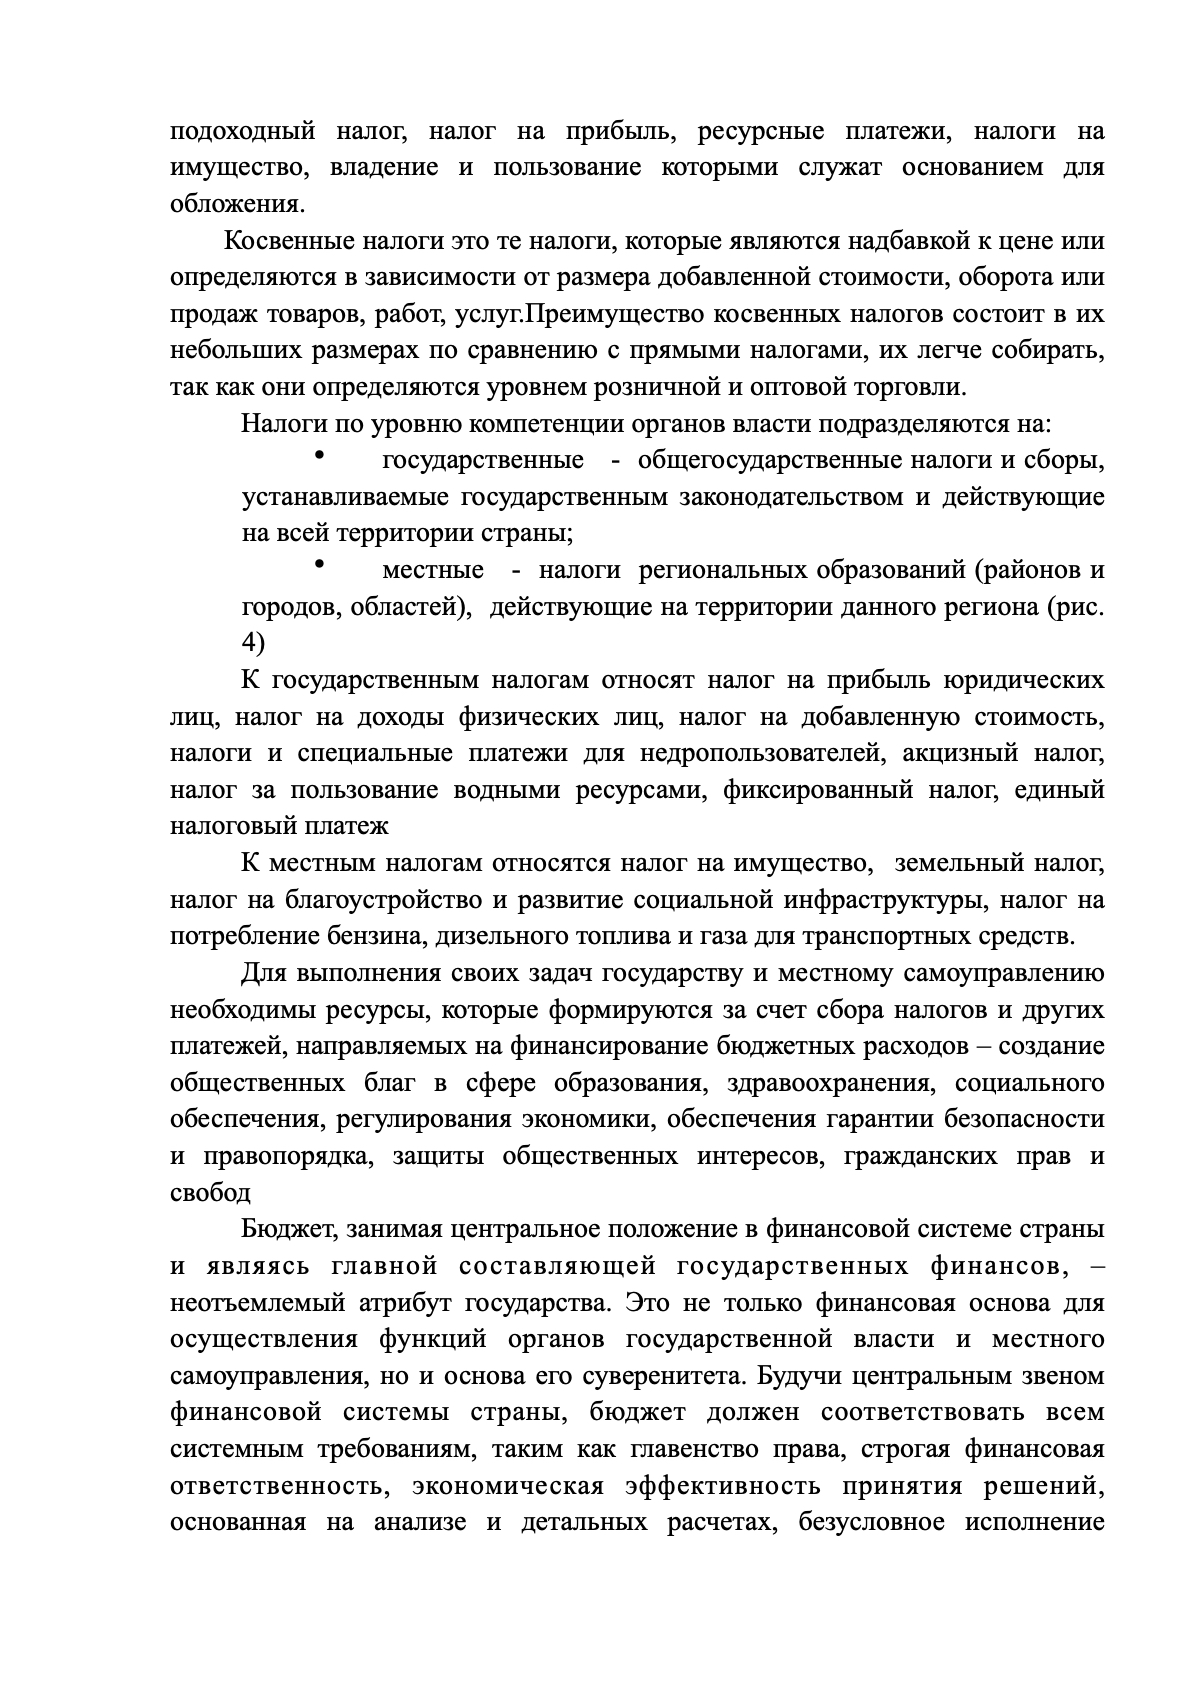 подоходный налог, налог на прибыль, ресурсные платежи, налоги на
имущество, владение и пользование которыми служат основанием для
обложения.
Косвенные налоги это те налоги, которые являются надбавкой к цене или
определяются в зависимости от размера добавленной стоимости, оборота или
продаж товаров, работ, услуг.Преимущество косвенных налогов состоит в их
небольших размерах по сравнению с прямыми налогами, их легче собирать,
так как они определяются уровнем розничной и оптовой торговли.
Налоги по уровню компетенции органов власти подразделяются на:
• государственные - общегосударственные налоги и сборы,
устанавливаемые государственным законодательством и действующие
на всей территории страны;
• местные - налоги региональных образований (районов и
городов, областей), действующие на территории данного региона (рис.
4)
К государственным налогам относят налог на прибыль юридических
лиц, налог на доходы физических лиц, налог на добавленную стоимость,
налоги и специальные платежи для недропользователей, акцизный налог,
налог за пользование водными ресурсами, фиксированный налог, единый
налоговый платеж
К местным налогам относятся налог на имущество, земельный налог,
налог на благоустройство и развитие социальной инфраструктуры, налог на
потребление бензина, дизельного топлива и газа для транспортных средств.
Для выполнения своих задач государству и местному самоуправлению
необходимы ресурсы, которые формируются за счет сбора налогов и других
платежей, направляемых на финансирование бюджетных расходов – создание
общественных благ в сфере образования, здравоохранения, социального
обеспечения, регулирования экономики, обеспечения гарантии безопасности
и правопорядка, защиты общественных интересов, гражданских прав и
свобод
Бюджет, занимая центральное положение в финансовой системе страны
и являясь главной составляющей государственных финансов, –
неотъемлемый атрибут государства. Это не только финансовая основа для
осуществления функций органов государственной власти и местного
самоуправления, но и основа его суверенитета. Будучи центральным звеном
финансовой системы страны, бюджет должен соответствовать всем
системным требованиям, таким как главенство права, строгая финансовая
ответственность, экономическая эффективность принятия решений,
основанная на анализе и детальных расчетах, безусловное исполнение